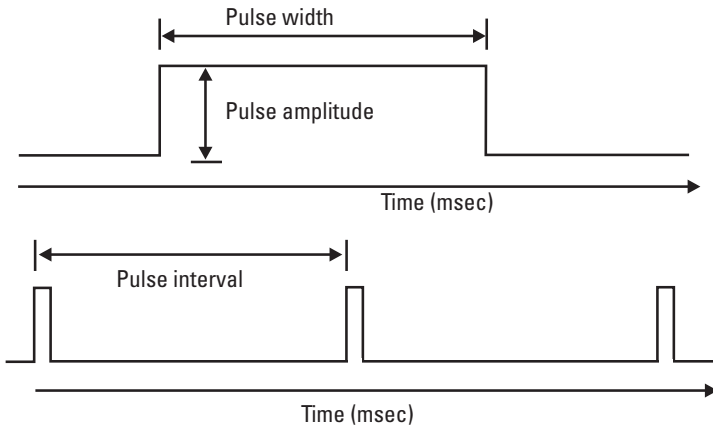 Pulse width
Pulse amplitude
Time (msec)
Pulse interval
Time (msec)